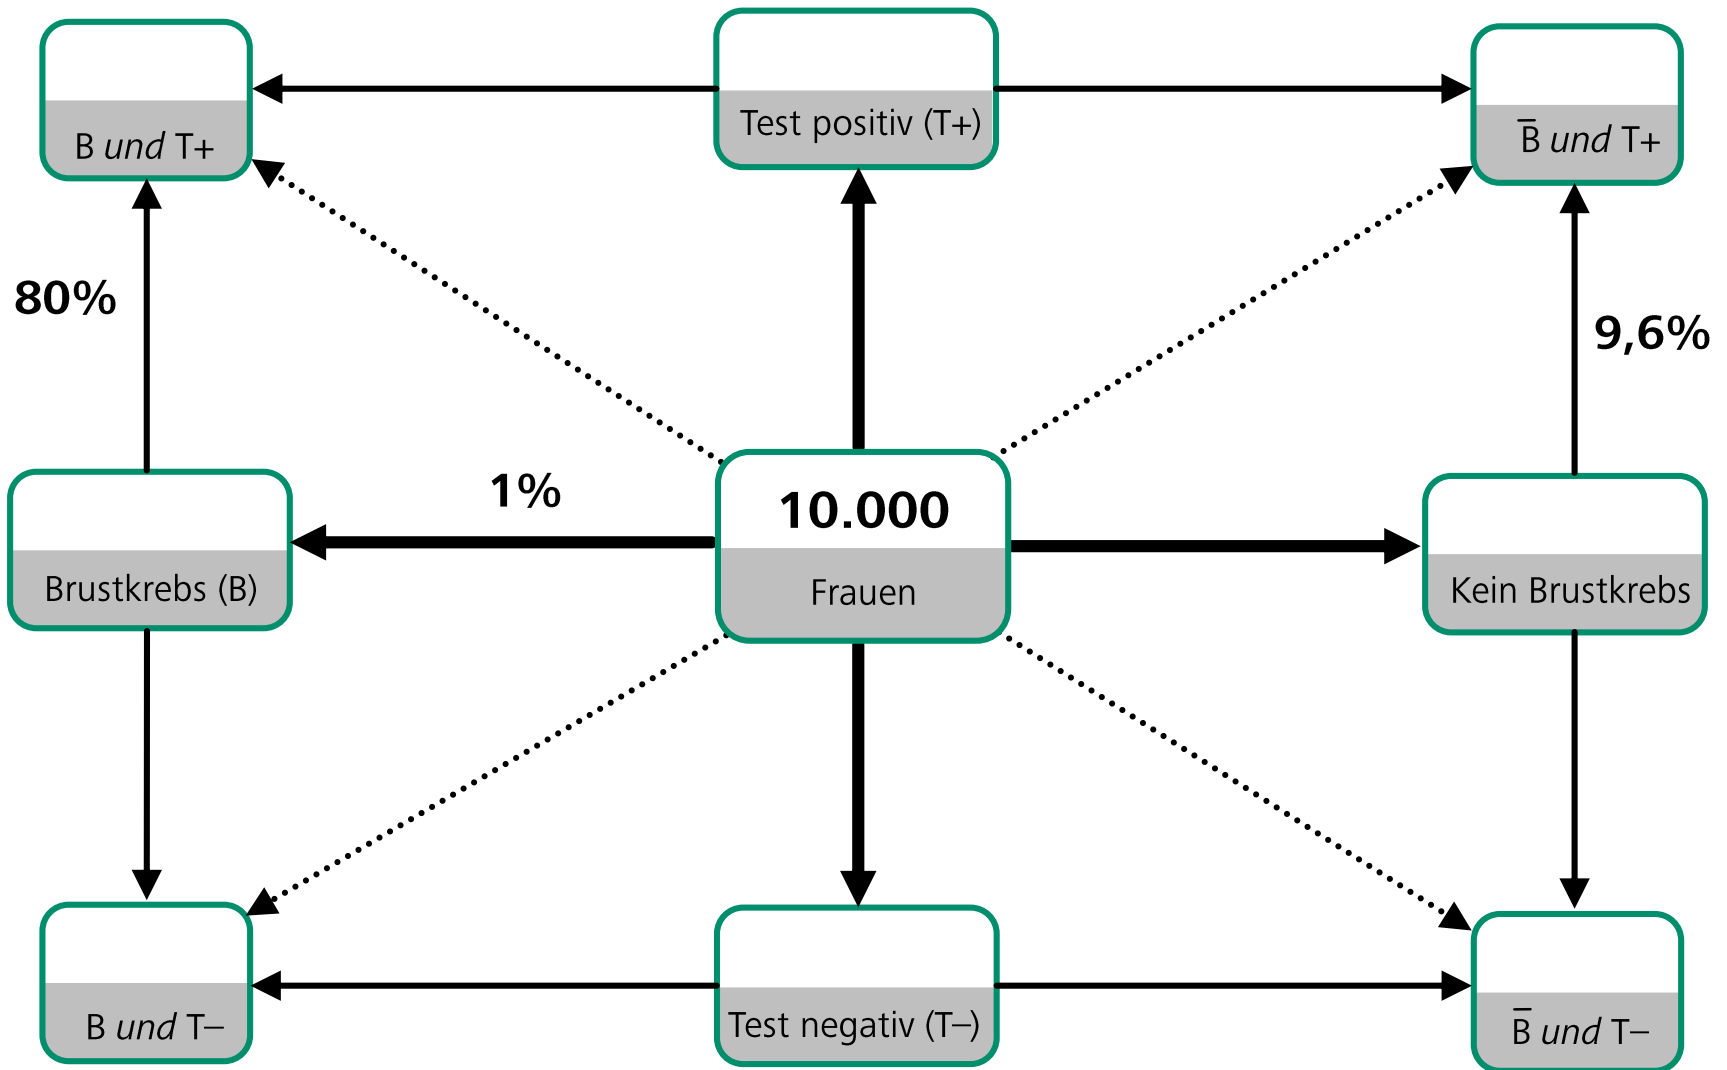 B und T+
Test positiv (T+)
B̅ und T+
80%
9,6%
1%
10.000
Frauen
Brustkrebs (B)
Kein Brustkrebs
B und T–
Test negativ (T–)
B̅ und T–